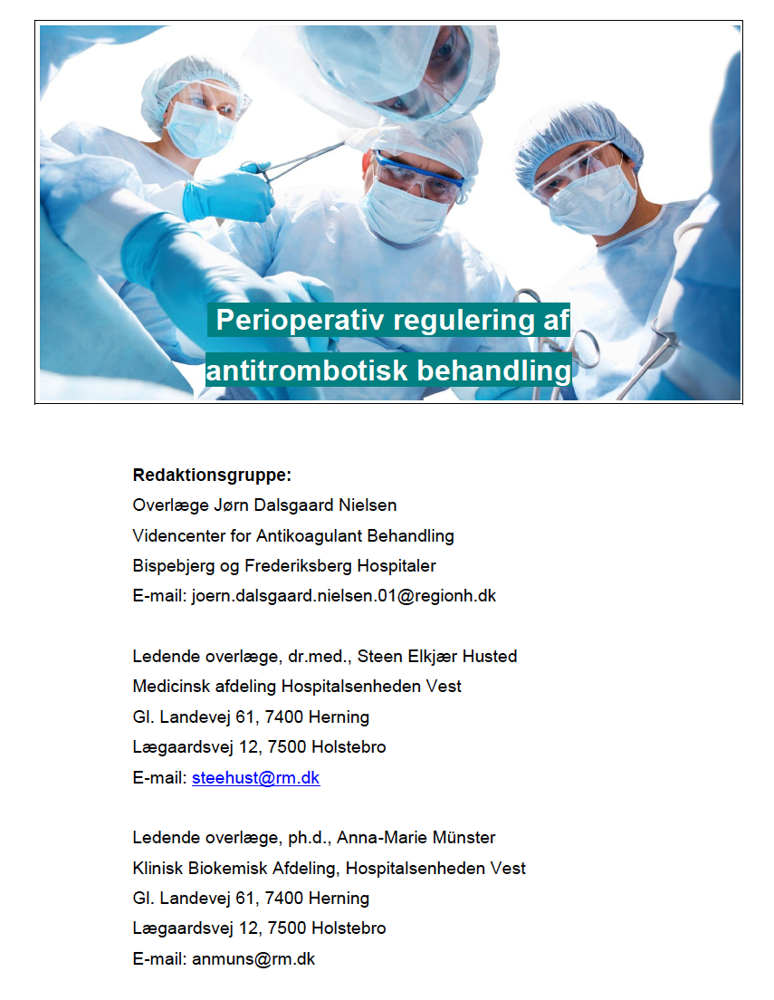 Perioperativ regulering af
antitrombotisk behandling
Redaktionsgruppe:
Overlæge Jørn Dalsgaard Nielsen
Videncenter for Antikoagulant Behandling
Bispebjerg og Frederiksberg Hospitaler
E-mail: joern.dalsgaard.nielsen.01@regionh.dk
Ledende overlæge, dr.med., Steen Elkjær Husted
Medicinsk afdeling Hospitalsenheden Vest
Gl. Landevej 61, 7400 Herning
Lægaardsvej 12, 7500 Holstebro
E-mail: steehust@rm.dk
Ledende overlæge, ph.d., Anna-Marie Münster
Klinisk Biokemisk Afdeling, Hospitalsenheden Vest
Gl. Landevej 61, 7400 Herning
Lægaardsvej 12, 7500 Holstebro
E-mail: anmuns@rm.dk